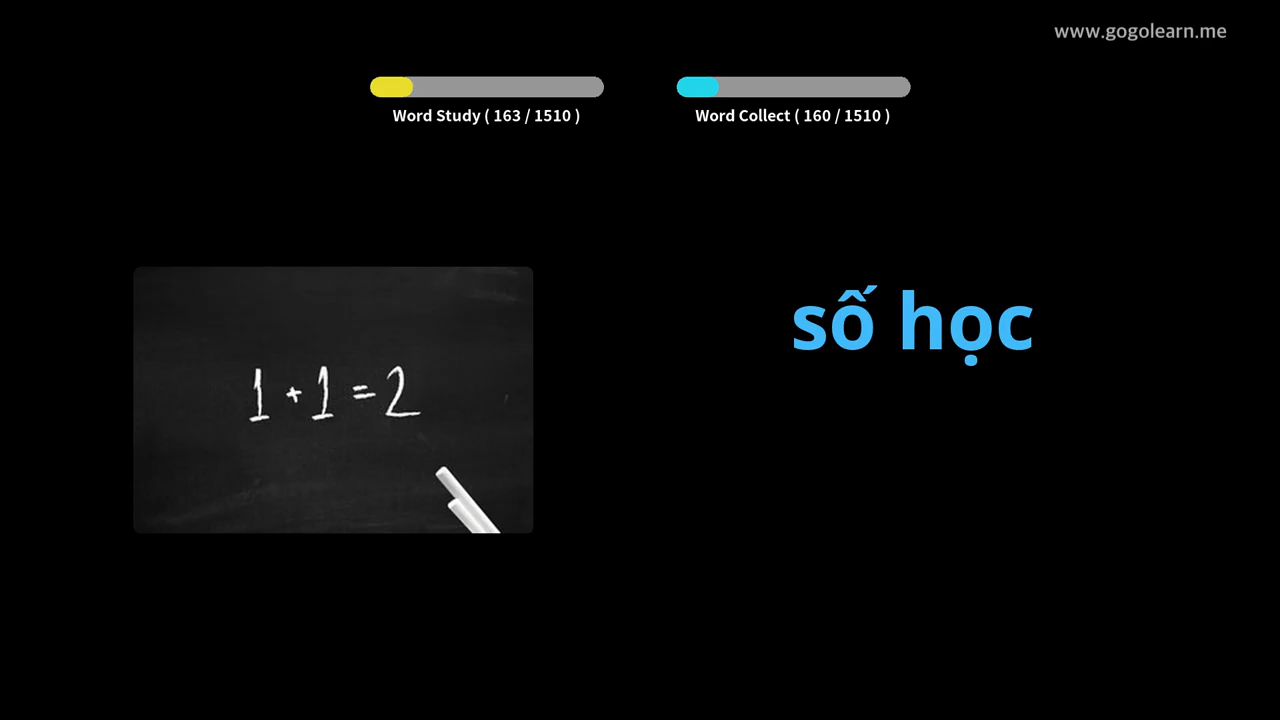 www.gogolearn.me
Word Study ( 163 / 1510 )
Word Collect ( 160 / 1510 )
số học
1 + 1 = 2